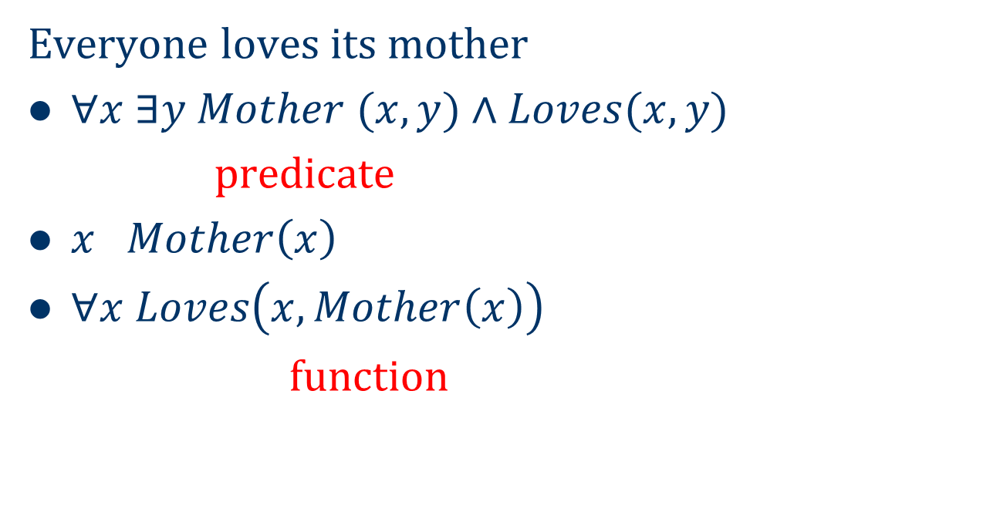 Everyone loves its mother
● ∀x ∃y Mother (x, y) ∧ Loves(x, y)
predicate
● x Mother(x)
● ∀x Loves(x, Mother(x))
function